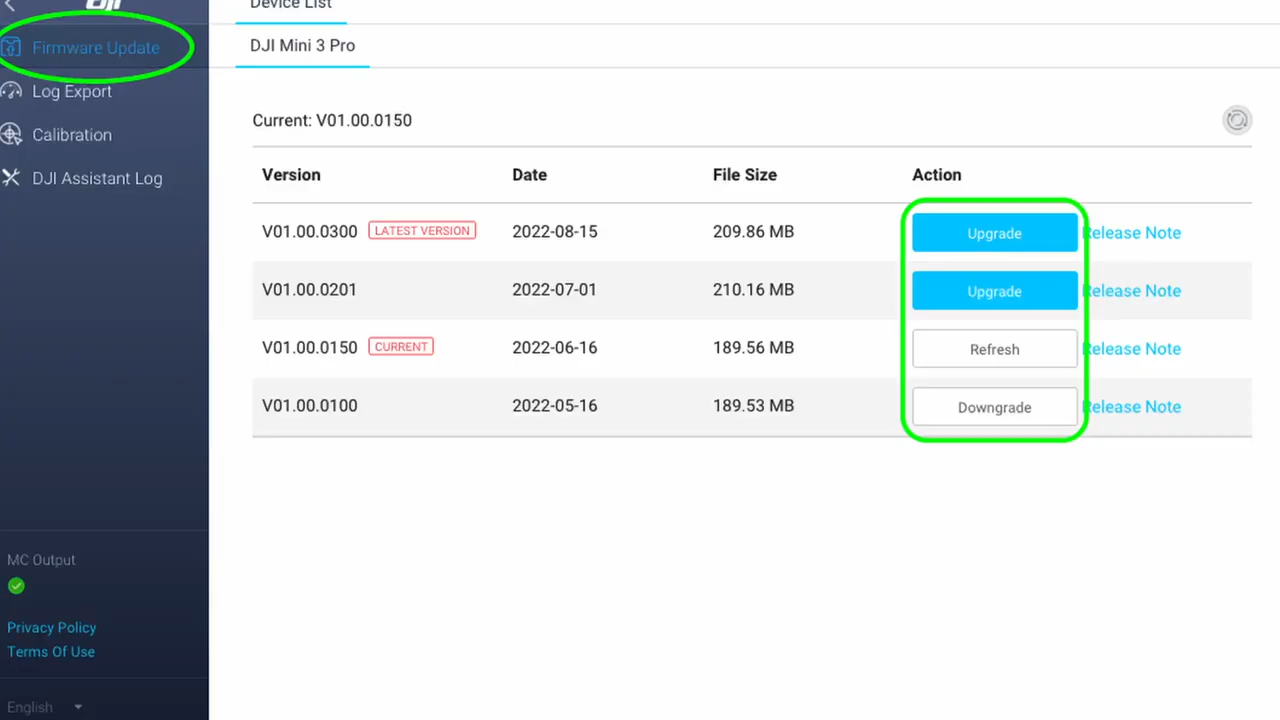 dji
Device List
Firmware Update
DJI Mini 3 Pro
Log Export
Current: V01.00.0150
Calibration
Version Date File Size Action
DJI Assistant Log
V01.00.0300 LATEST VERSION 2022-08-15 209.86 MB Upgrade Release Note
V01.00.0201 2022-07-01 210.16 MB Upgrade Release Note
V01.00.0150 CURRENT 2022-06-16 189.56 MB Refresh Release Note
V01.00.0100 2022-05-16 189.53 MB Downgrade Release Note
MC Output
Privacy Policy
Terms Of Use
English